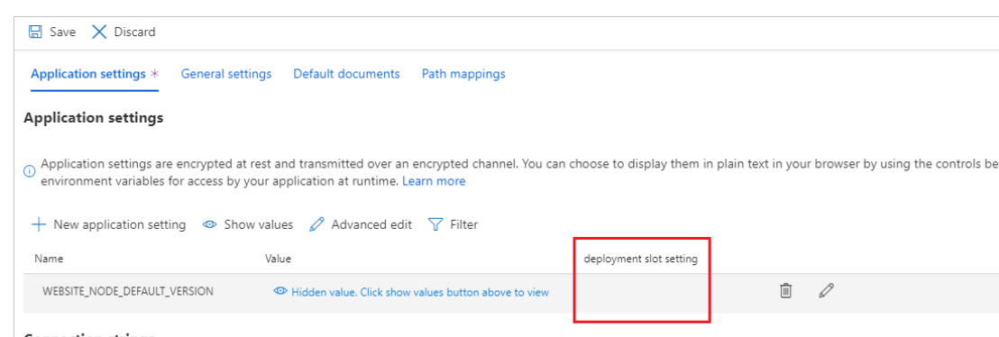 Save Discard
Application settings * General settings Default documents Path mappings
Application settings
Application settings are encrypted at rest and transmitted over an encrypted channel. You can choose to display them in plain text in your browser by using the controls be
environment variables for access by your application at runtime. Learn more
New application setting Show values Advanced edit Filter
Name Value deployment slot setting
WEBSITE_NODE_DEFAULT_VERSION Hidden value. Click show values button above to view
Connection strings